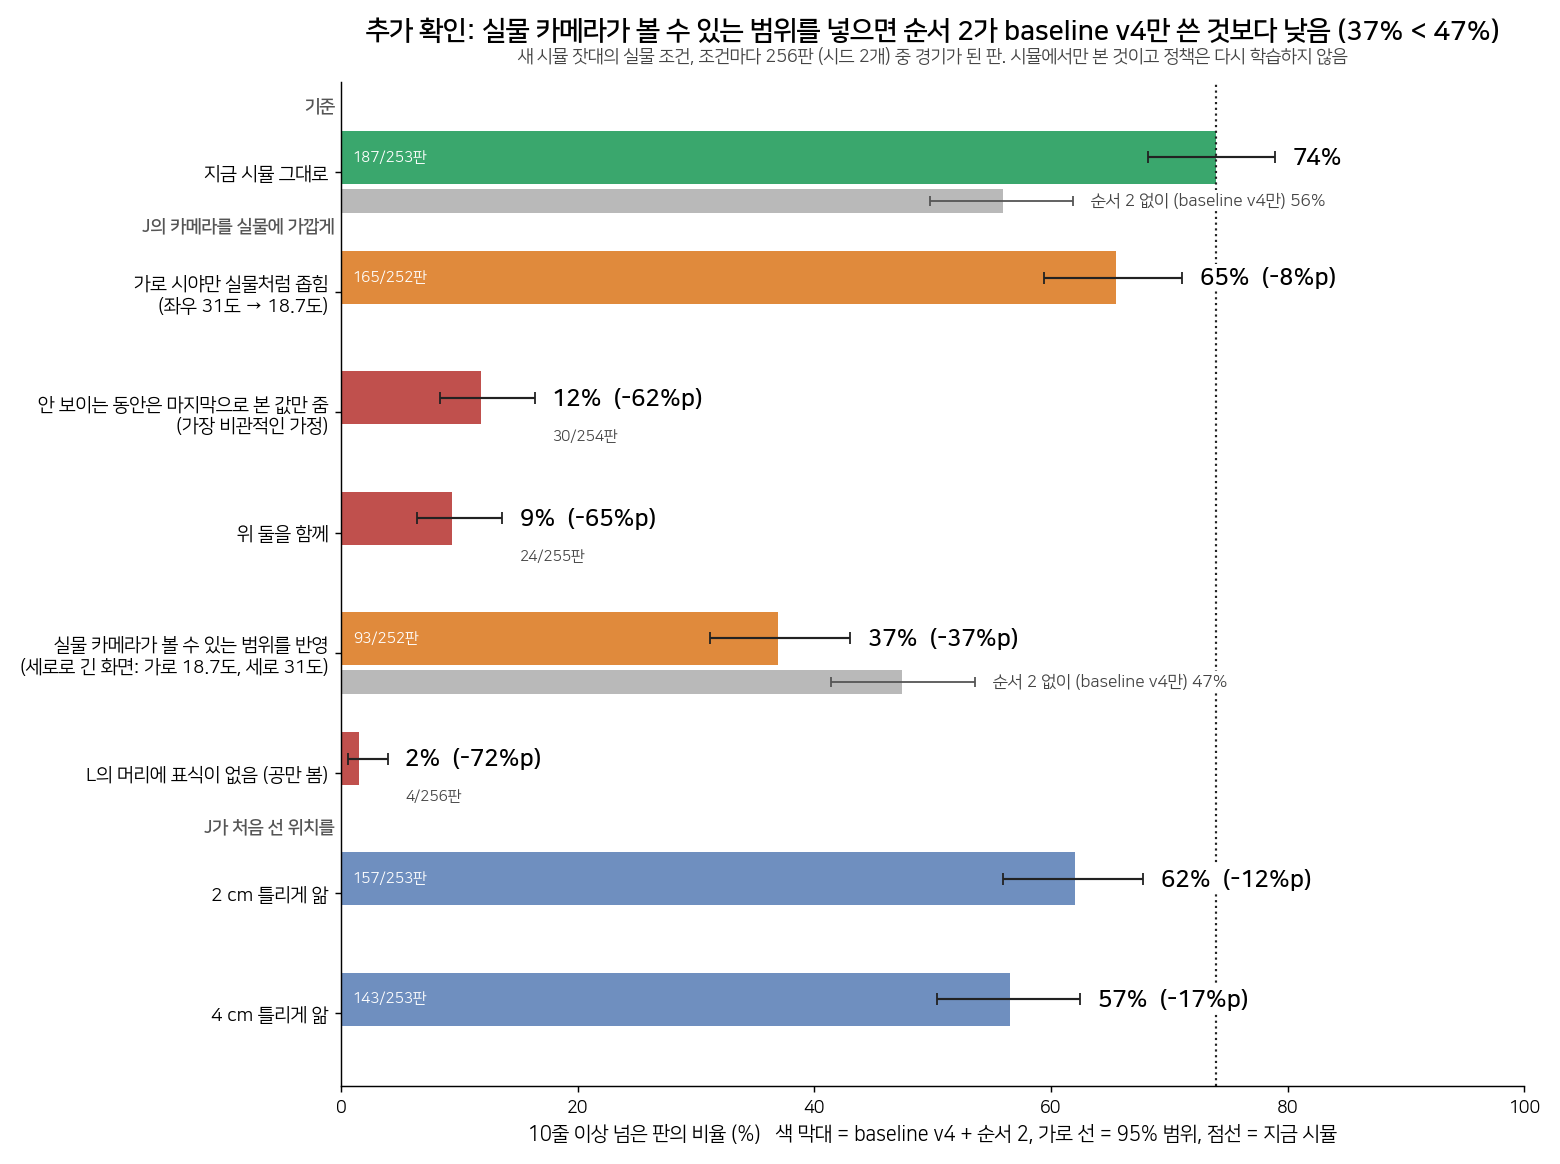 추가 확인: 실물 카메라가 볼 수 있는 범위를 넣으면 순서 2가 baseline v4만 쓴 것보다 낮음 (37% < 47%)
새 시뮬 잣대의 실물 조건, 조건마다 256판 (시드 2개) 중 경기가 된 판. 시뮬에서만 본 것이고 정책은 다시 학습하지 않음
기준
지금 시뮬 그대로
187/253판
74%
순서 2 없이 (baseline v4만) 56%
J의 카메라를 실물에 가깝게
가로 시야만 실물처럼 좁힘
(좌우 31도 → 18.7도)
165/252판
65% (-8%p)
안 보이는 동안은 마지막으로 본 값만 줌
(가장 비관적인 가정)
12% (-62%p)
30/254판
위 둘을 함께
9% (-65%p)
24/255판
실물 카메라가 볼 수 있는 범위를 반영
(세로로 긴 화면: 가로 18.7도, 세로 31도)
93/252판
37% (-37%p)
순서 2 없이 (baseline v4만) 47%
L의 머리에 표식이 없음 (공만 봄)
2% (-72%p)
4/256판
J가 처음 선 위치를
2 cm 틀리게 앎
157/253판
62% (-12%p)
4 cm 틀리게 앎
143/253판
57% (-17%p)
0 20 40 60 80 100
10줄 이상 넘은 판의 비율 (%) 색 막대 = baseline v4 + 순서 2, 가로 선 = 95% 범위, 점선 = 지금 시뮬